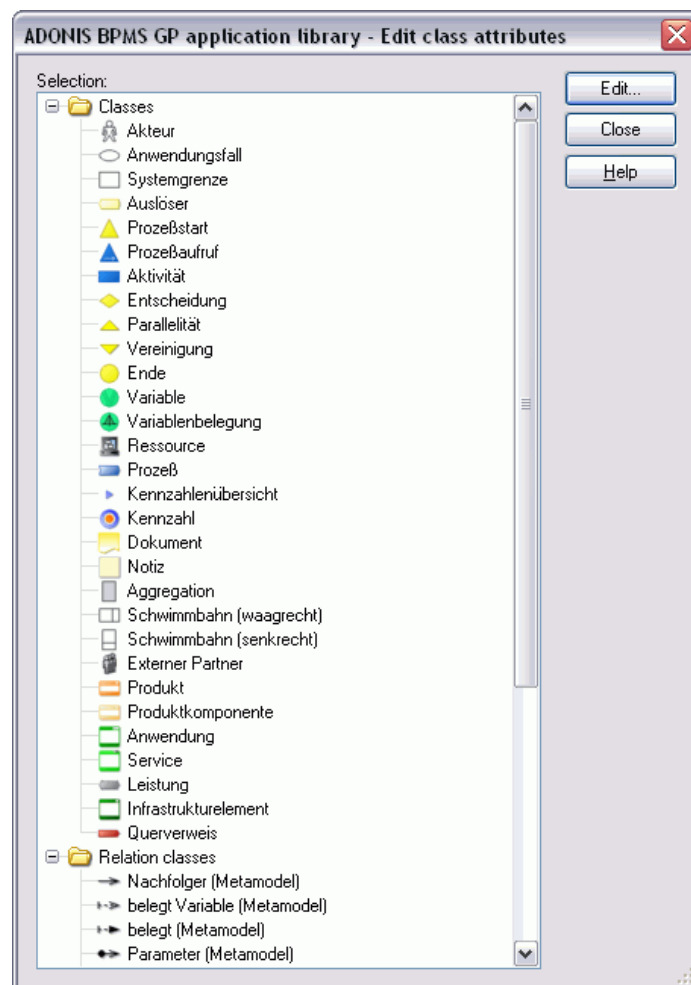 ADONIS BPMS GP application library - Edit class attributes
Selection:
Edit...
Close
Help
Classes
Akteur
Anwendungsfall
Systemgrenze
Auslöser
Prozeßstart
Prozeßaufruf
Aktivität
Entscheidung
Parallelität
Vereinigung
Ende
Variable
Variablenbelegung
Ressource
Prozeß
Kennzahlenübersicht
Kennzahl
Dokument
Notiz
Aggregation
Schwimmbahn (waagrecht)
Schwimmbahn (senkrecht)
Externer Partner
Produkt
Produktkomponente
Anwendung
Service
Leistung
Infrastrukturelement
Querverweis
Relation classes
Nachfolger (Metamodel)
belegt Variable (Metamodel)
belegt (Metamodel)
Parameter (Metamodel)